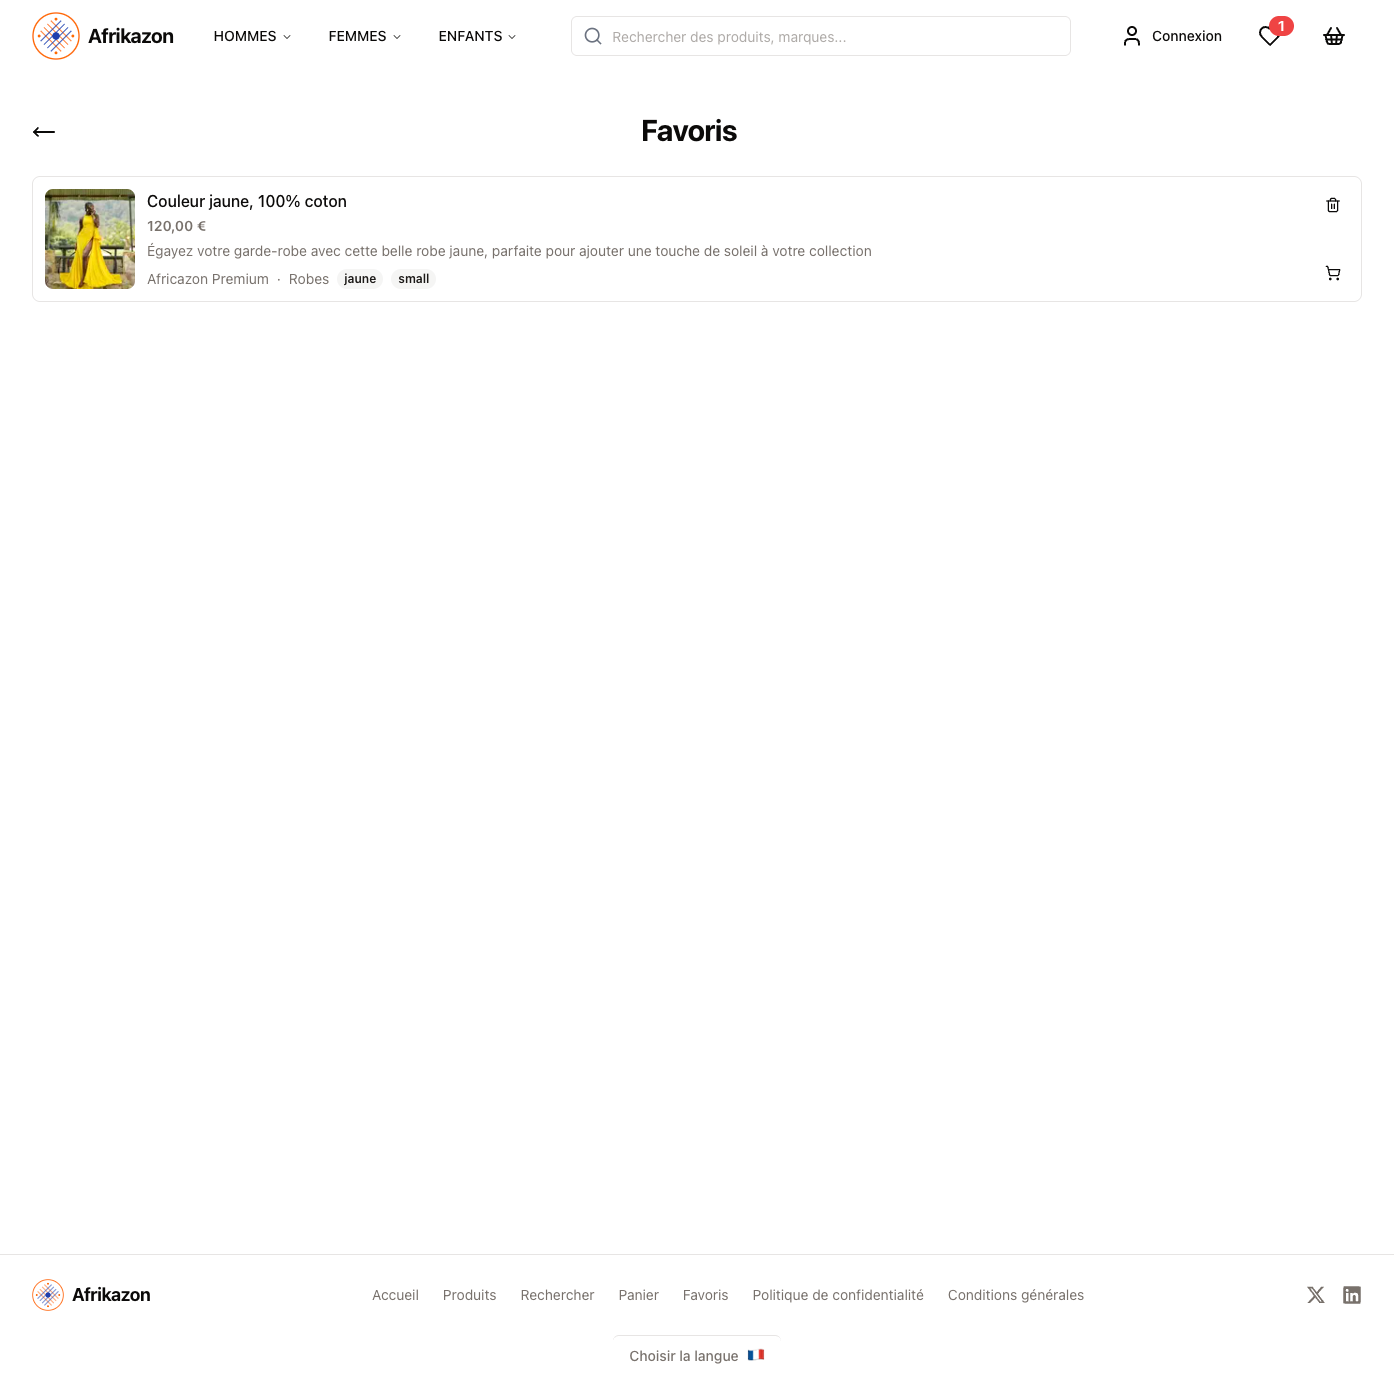 Afrikazon
HOMMES
FEMMES
ENFANTS
Rechercher des produits, marques...
Connexion
1
Favoris
Couleur jaune, 100% coton
120,00 €
Égayez votre garde-robe avec cette belle robe jaune, parfaite pour ajouter une touche de soleil à votre collection
Africazon Premium · Robes jaune small
Afrikazon
Accueil Produits Rechercher Panier Favoris Politique de confidentialité Conditions générales
Choisir la langue